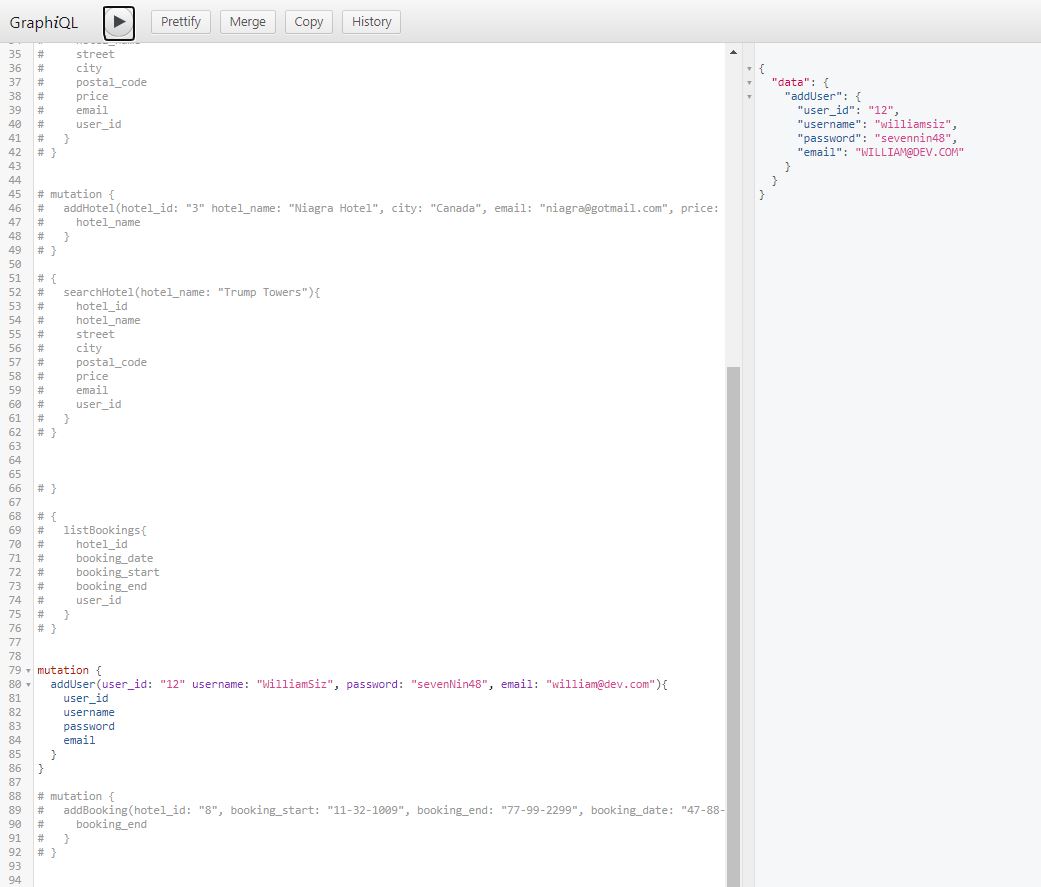 GraphiQL
Prettify
Merge
Copy
History
35 #     street
36 #     city
37 #     postal_code
38 #     price
39 #     email
40 #     user_id
41 #   }
42 # }
43
44
45 # mutation {
46 #   addHotel(hotel_id: "3" hotel_name: "Niagra Hotel", city: "Canada", email: "niagra@gotmail.com", price:
47 #     hotel_name
48 #   }
49 # }
50
51 # {
52 #   searchHotel(hotel_name: "Trump Towers"){
53 #     hotel_id
54 #     hotel_name
55 #     street
56 #     city
57 #     postal_code
58 #     price
59 #     email
60 #     user_id
61 #   }
62 # }
63
64
65
66 # }
67
68 # {
69 #   listBookings{
70 #     hotel_id
71 #     booking_date
72 #     booking_start
73 #     booking_end
74 #     user_id
75 #   }
76 # }
77
78
79 mutation {
80   addUser(user_id: "12" username: "WilliamSiz", password: "sevenNin48", email: "william@dev.com"){
81     user_id
82     username
83     password
84     email
85   }
86 }
87
88 # mutation {
89 #   addBooking(hotel_id: "8", booking_start: "11-32-1009", booking_end: "77-99-2299", booking_date: "47-88-
90 #     booking_end
91 #   }
92 # }
93
94
{
  "data": {
    "addUser": {
      "user_id": "12",
      "username": "williamsiz",
      "password": "sevennin48",
      "email": "WILLIAM@DEV.COM"
    }
  }
}